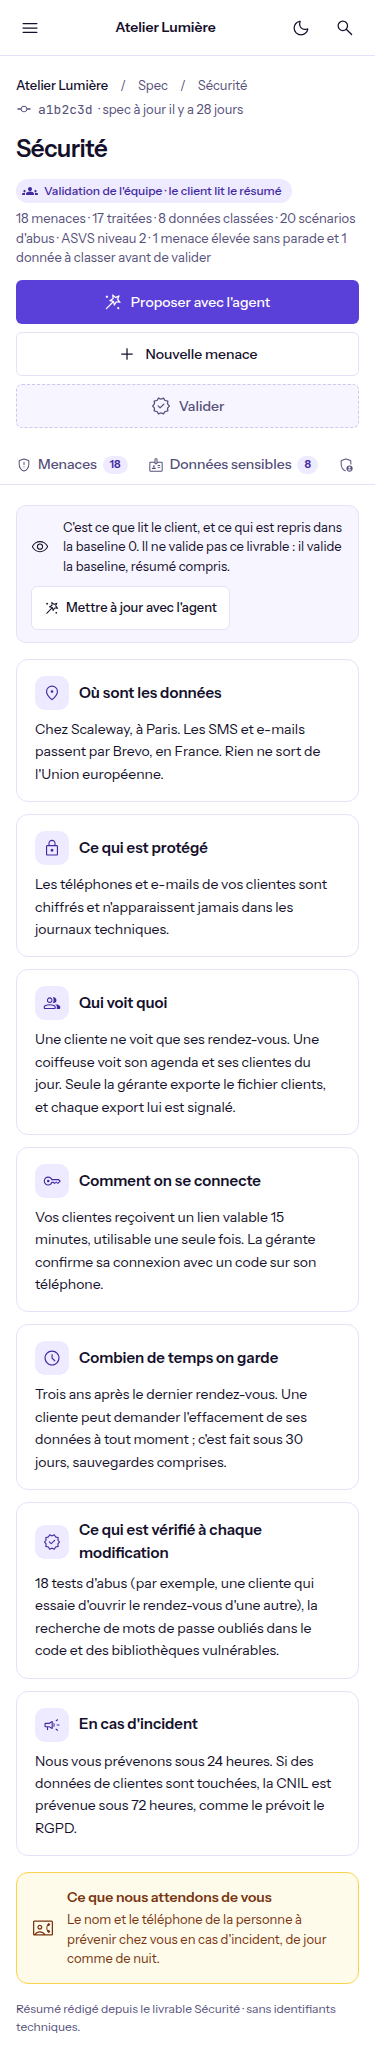 Atelier Lumière
Atelier Lumière / Spec / Sécurité
a1b2c3d · spec à jour il y a 28 jours
Sécurité
Validation de l'équipe · le client lit le résumé
18 menaces · 17 traitées · 8 données classées · 20 scénarios
d'abus · ASVS niveau 2 · 1 menace élevée sans parade et 1
donnée à classer avant de valider
Proposer avec l'agent
Nouvelle menace
Valider
Menaces 18 Données sensibles 8
C'est ce que lit le client, et ce qui est repris dans
la baseline 0. Il ne valide pas ce livrable : il valide
la baseline, résumé compris.
Mettre à jour avec l'agent
Où sont les données
Chez Scaleway, à Paris. Les SMS et e-mails
passent par Brevo, en France. Rien ne sort de
l'Union européenne.
Ce qui est protégé
Les téléphones et e-mails de vos clientes sont
chiffrés et n'apparaissent jamais dans les
journaux techniques.
Qui voit quoi
Une cliente ne voit que ses rendez-vous. Une
coiffeuse voit son agenda et ses clientes du
jour. Seule la gérante exporte le fichier clients,
et chaque export lui est signalé.
Comment on se connecte
Vos clientes reçoivent un lien valable 15
minutes, utilisable une seule fois. La gérante
confirme sa connexion avec un code sur son
téléphone.
Combien de temps on garde
Trois ans après le dernier rendez-vous. Une
cliente peut demander l'effacement de ses
données à tout moment ; c'est fait sous 30
jours, sauvegardes comprises.
Ce qui est vérifié à chaque
modification
18 tests d'abus (par exemple, une cliente qui
essaie d'ouvrir le rendez-vous d'une autre), la
recherche de mots de passe oubliés dans le
code et des bibliothèques vulnérables.
En cas d'incident
Nous vous prévenons sous 24 heures. Si des
données de clientes sont touchées, la CNIL est
prévenue sous 72 heures, comme le prévoit le
RGPD.
Ce que nous attendons de vous
Le nom et le téléphone de la personne à
prévenir chez vous en cas d'incident, de jour
comme de nuit.
Résumé rédigé depuis le livrable Sécurité · sans identifiants
techniques.